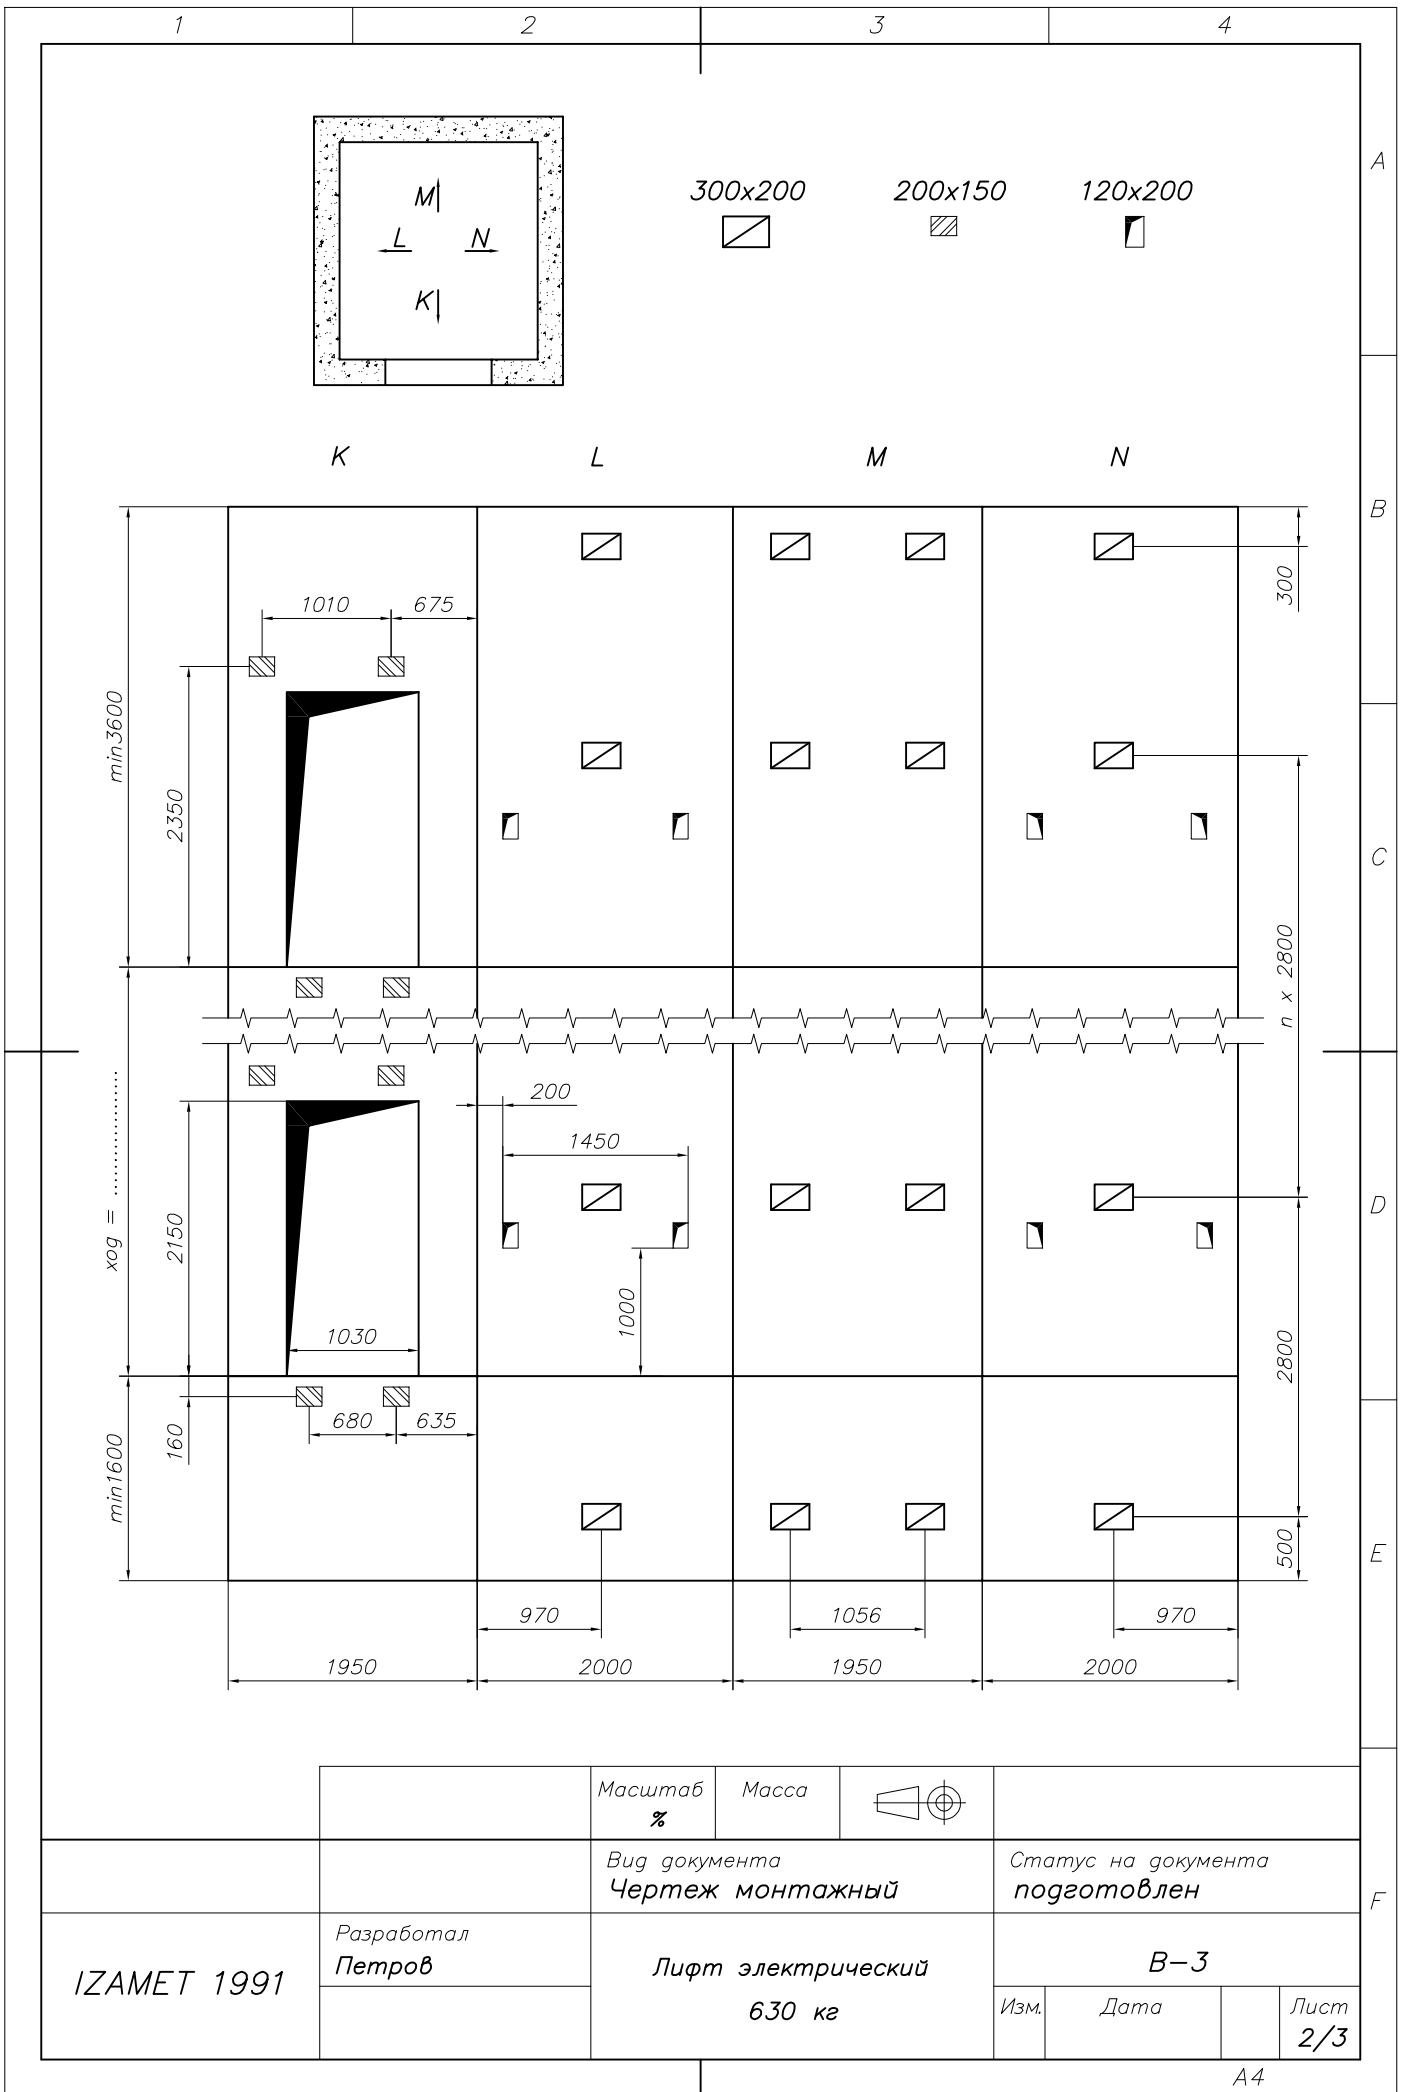 1 2 3 4
A
M
L N
K
300x200 200x150 120x200
K L M N
B
300
1010 675
min3600
2350
C
n x 2800
ход = ..................
200
1450
D
2150
1000
1030
2800
160
680 635
min1600
500
E
970 1056 970
1950 2000 1950 2000
Масштаб Масса
%
Вид документа Статус на документа
Чертеж монтажный подготовлен
F
Разработал
Петров
IZAMET 1991
Лифт электрический
630 кг
B-3
Изм. Дата Лист
2/3
A4